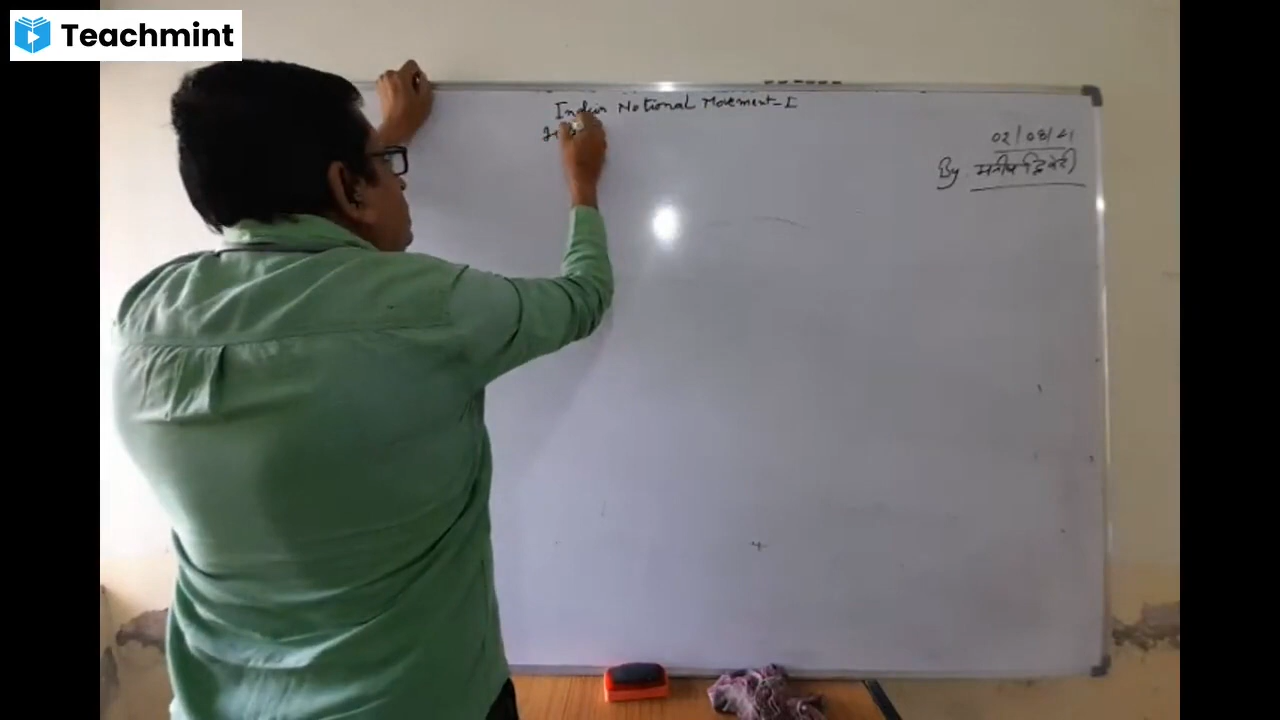 Teachmint
Indian National Movement-I
02/08/21
By. मनीष द्विवेदी